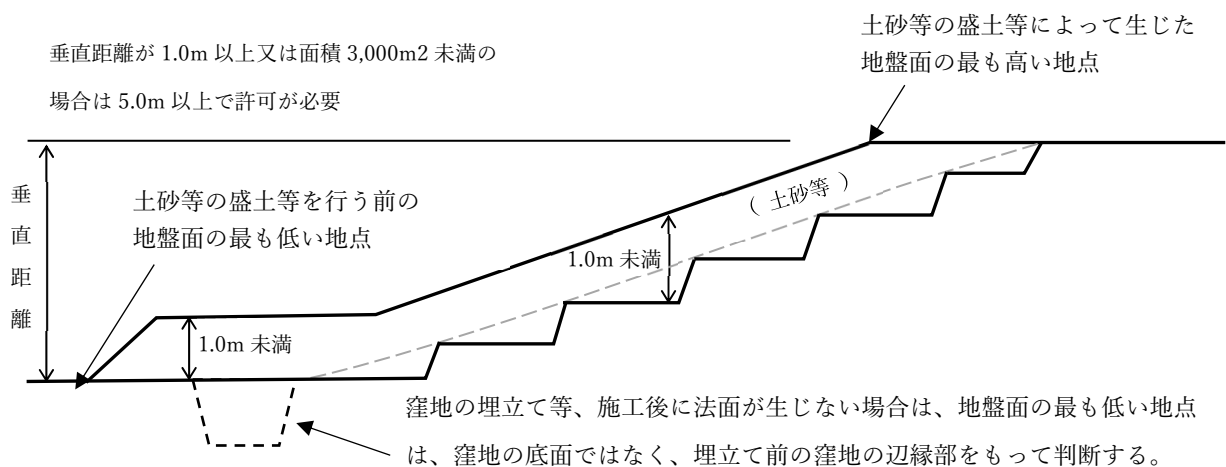 土砂等の盛土等によって生じた
地盤面の最も高い地点
垂直距離が 1.0m 以上又は面積 3,000m2 未満の
場合は 5.0m 以上で許可が必要
垂直距離
土砂等の盛土等を行う前の
地盤面の最も低い地点
（ 土砂等 ）
1.0m 未満
1.0m 未満
窪地の埋立て等、施工後に法面が生じない場合は、地盤面の最も低い地点
は、窪地の底面ではなく、埋立て前の窪地の辺縁部をもって判断する。